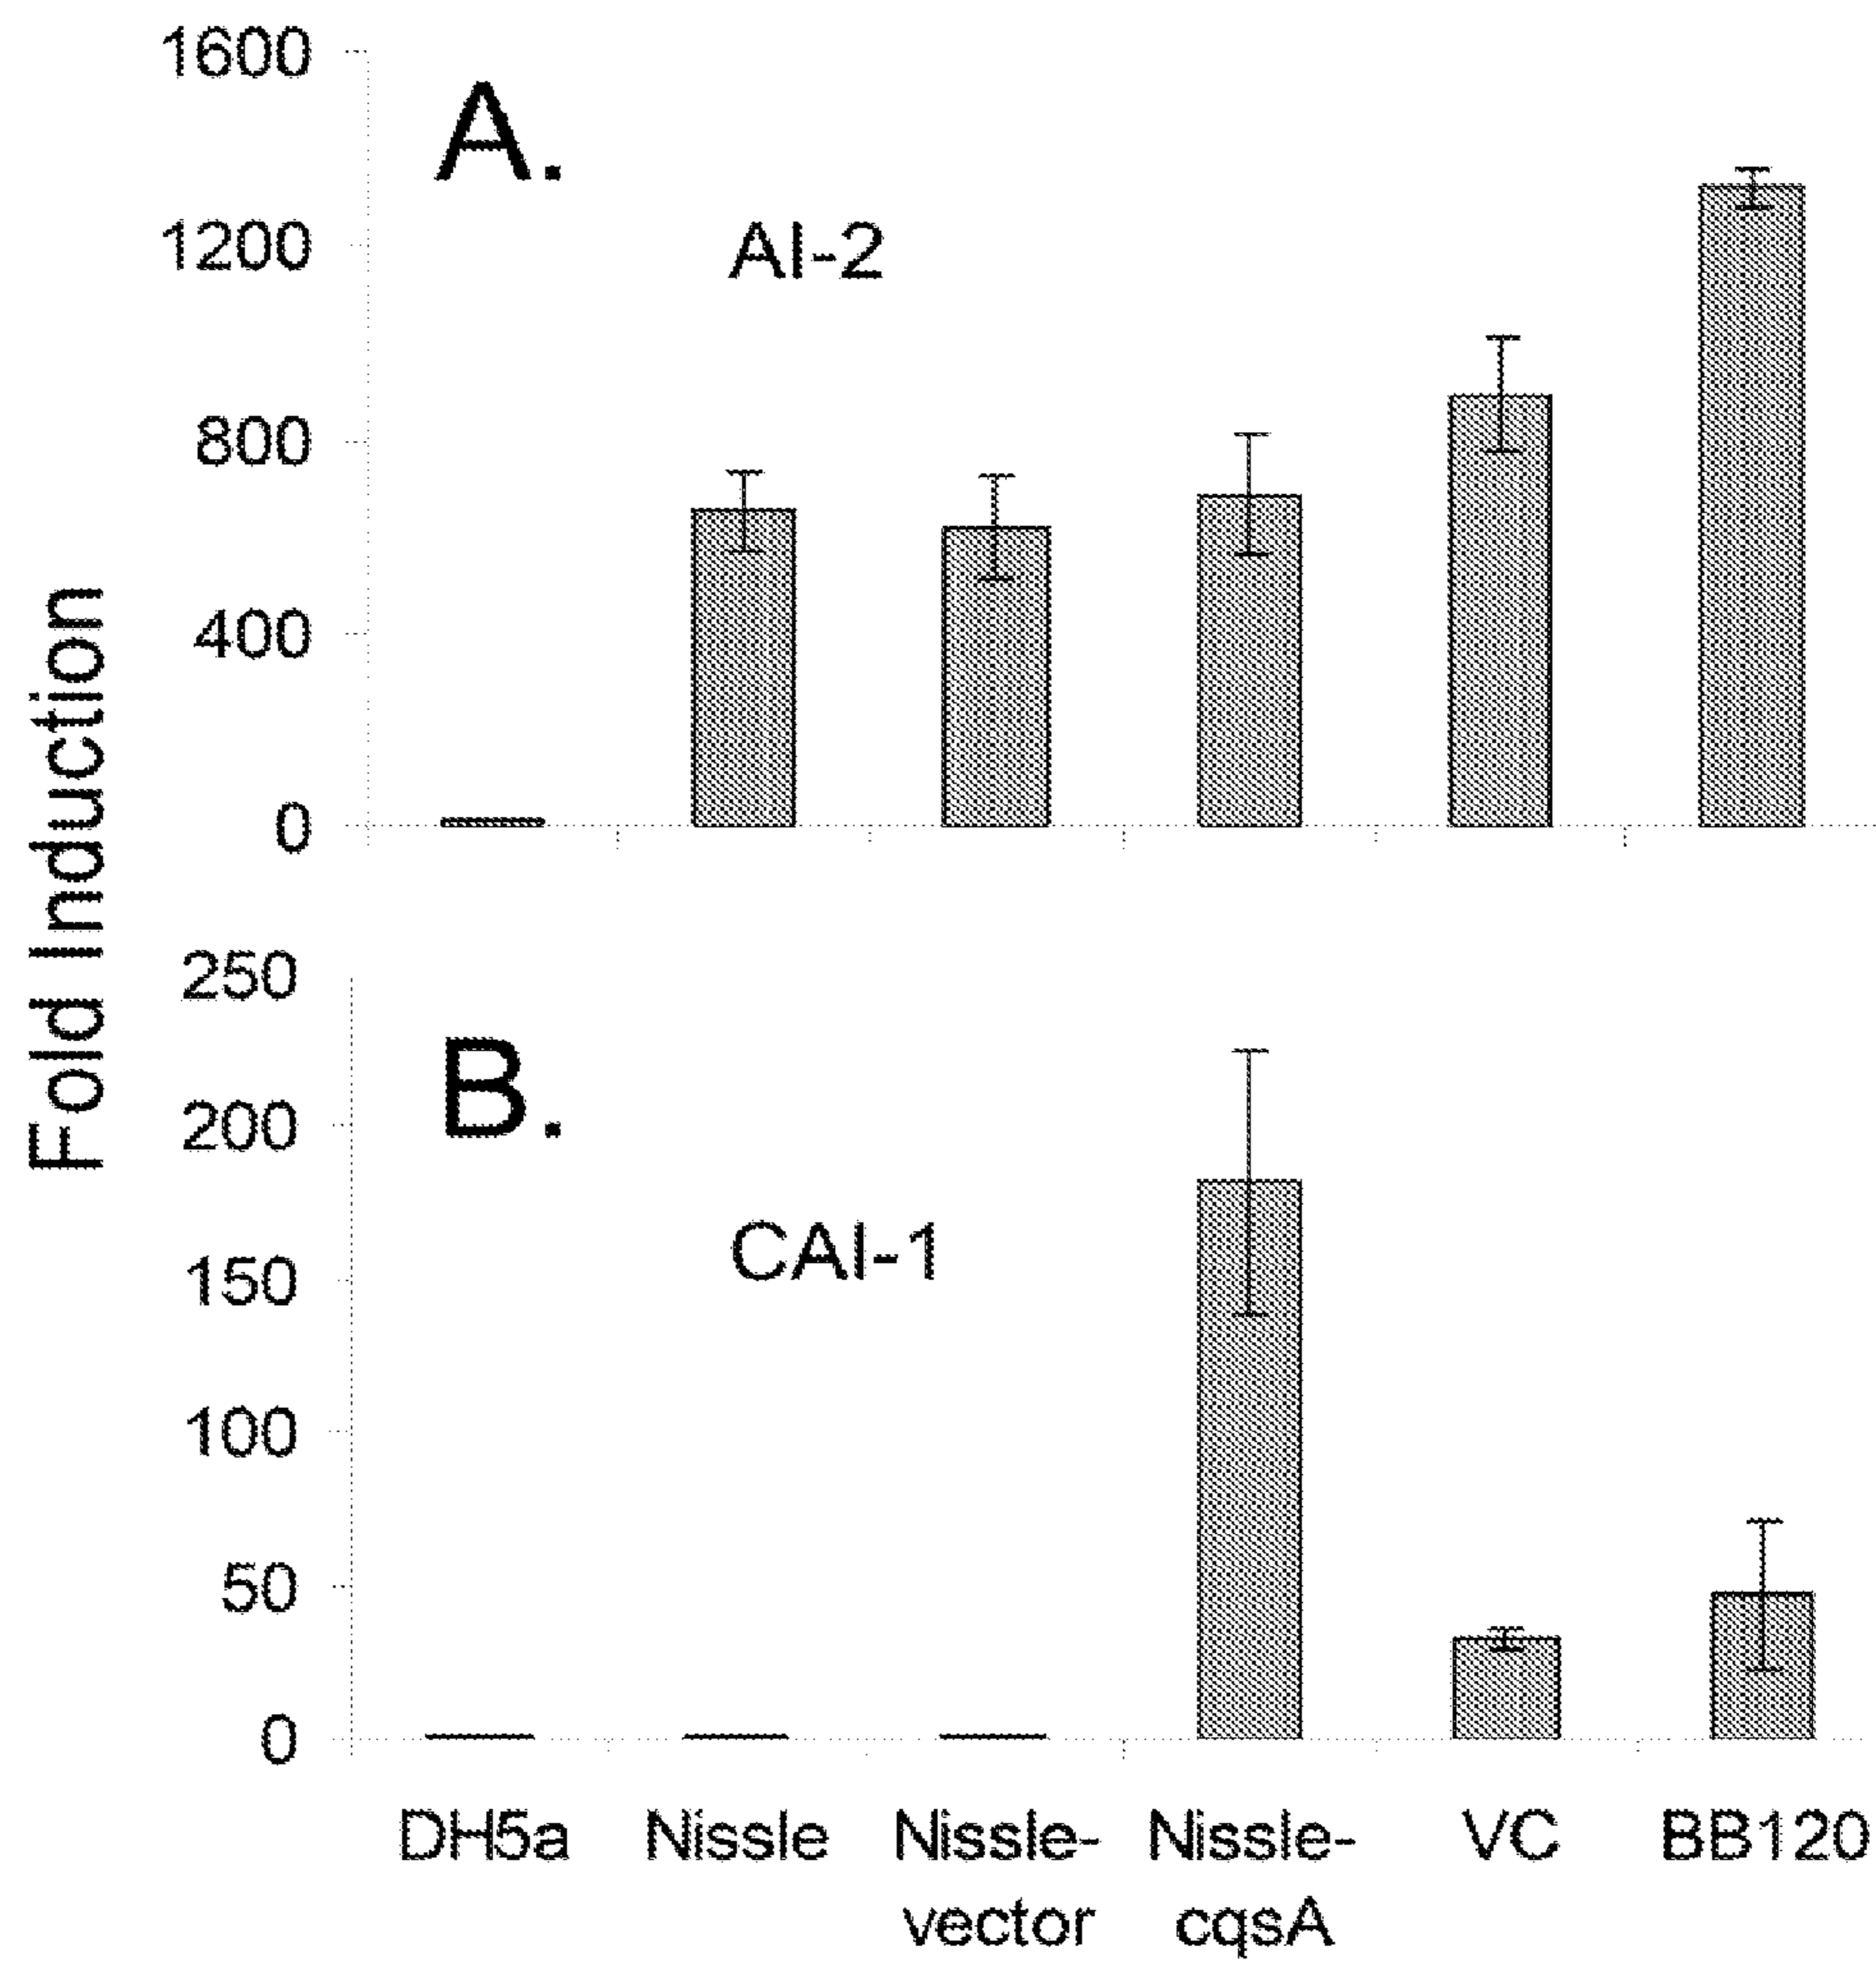 Fold Induction
A.
AI-2
1600
1200
800
400
0
B.
CAI-1
250
200
150
100
50
0
DH5a Nissle Nissle- Nissle- VC BB120
vector cqsA